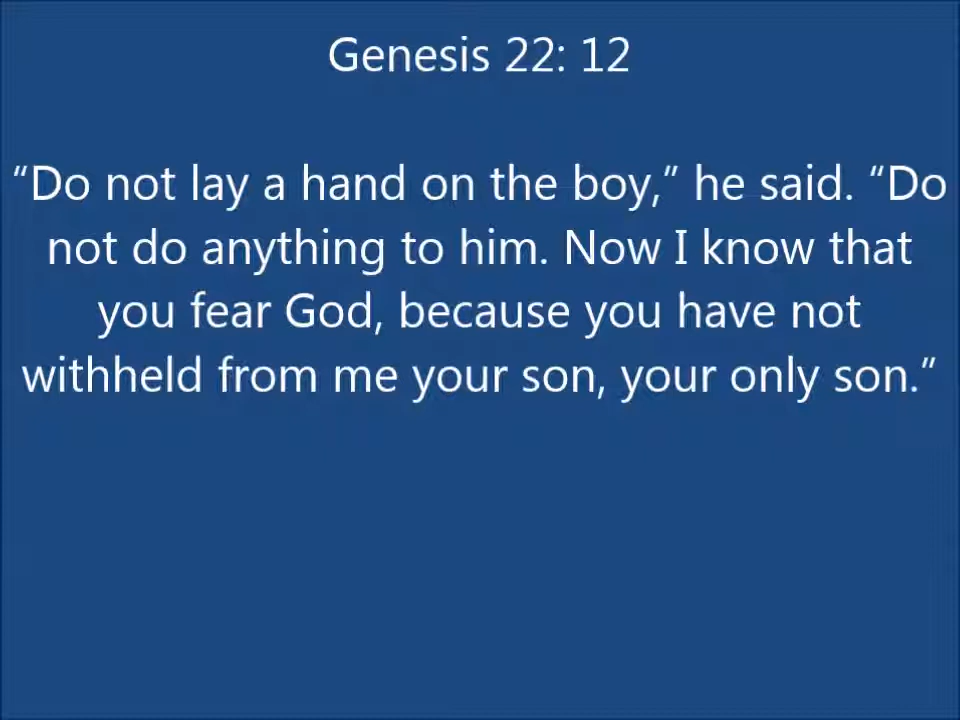 Genesis 22: 12
“Do not lay a hand on the boy,” he said. “Do
not do anything to him. Now I know that
you fear God, because you have not
withheld from me your son, your only son.”